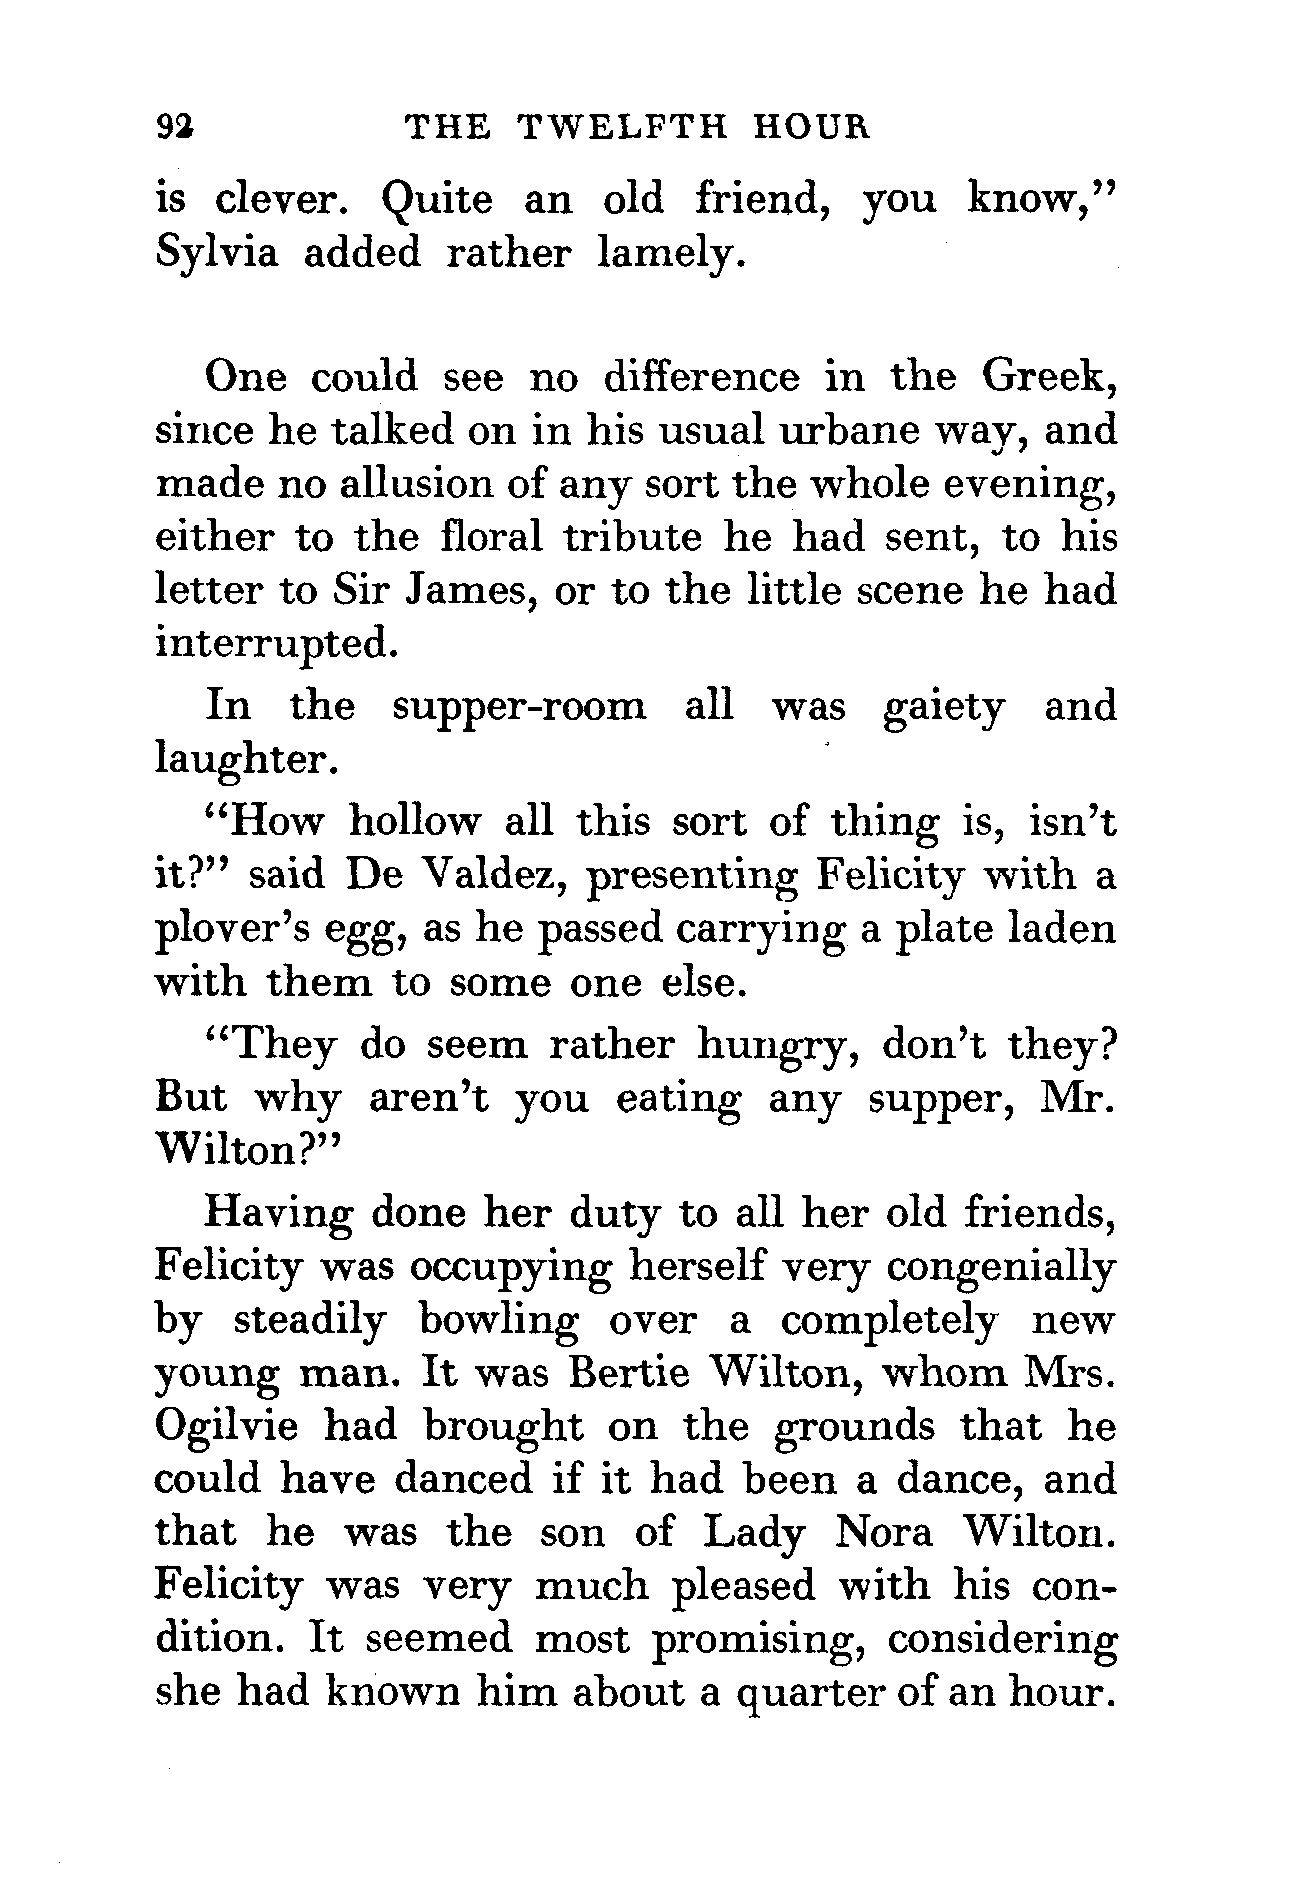 92 THE TWELFTH HOUR
is clever. Quite an old friend, you know,”
Sylvia added rather lamely.
One could see no difference in the Greek,
since he talked on in his usual urbane way, and
made no allusion of any sort the whole evening,
either to the floral tribute he had sent, to his
letter to Sir James, or to the little scene he had
interrupted.
In the supper-room all was gaiety and
laughter.
“How hollow all this sort of thing is, isn’t
it?” said De Valdez, presenting Felicity with a
plover’s egg, as he passed carrying a plate laden
with them to some one else.
“They do seem rather hungry, don’t they?
But why aren’t you eating any supper, Mr.
Wilton?”
Having done her duty to all her old friends,
Felicity was occupying herself very congenially
by steadily bowling over a completely new
young man. It was Bertie Wilton, whom Mrs.
Ogilvie had brought on the grounds that he
could have danced if it had been a dance, and
that he was the son of Lady Nora Wilton.
Felicity was very much pleased with his con-
dition. It seemed most promising, considering
she had known him about a quarter of an hour.